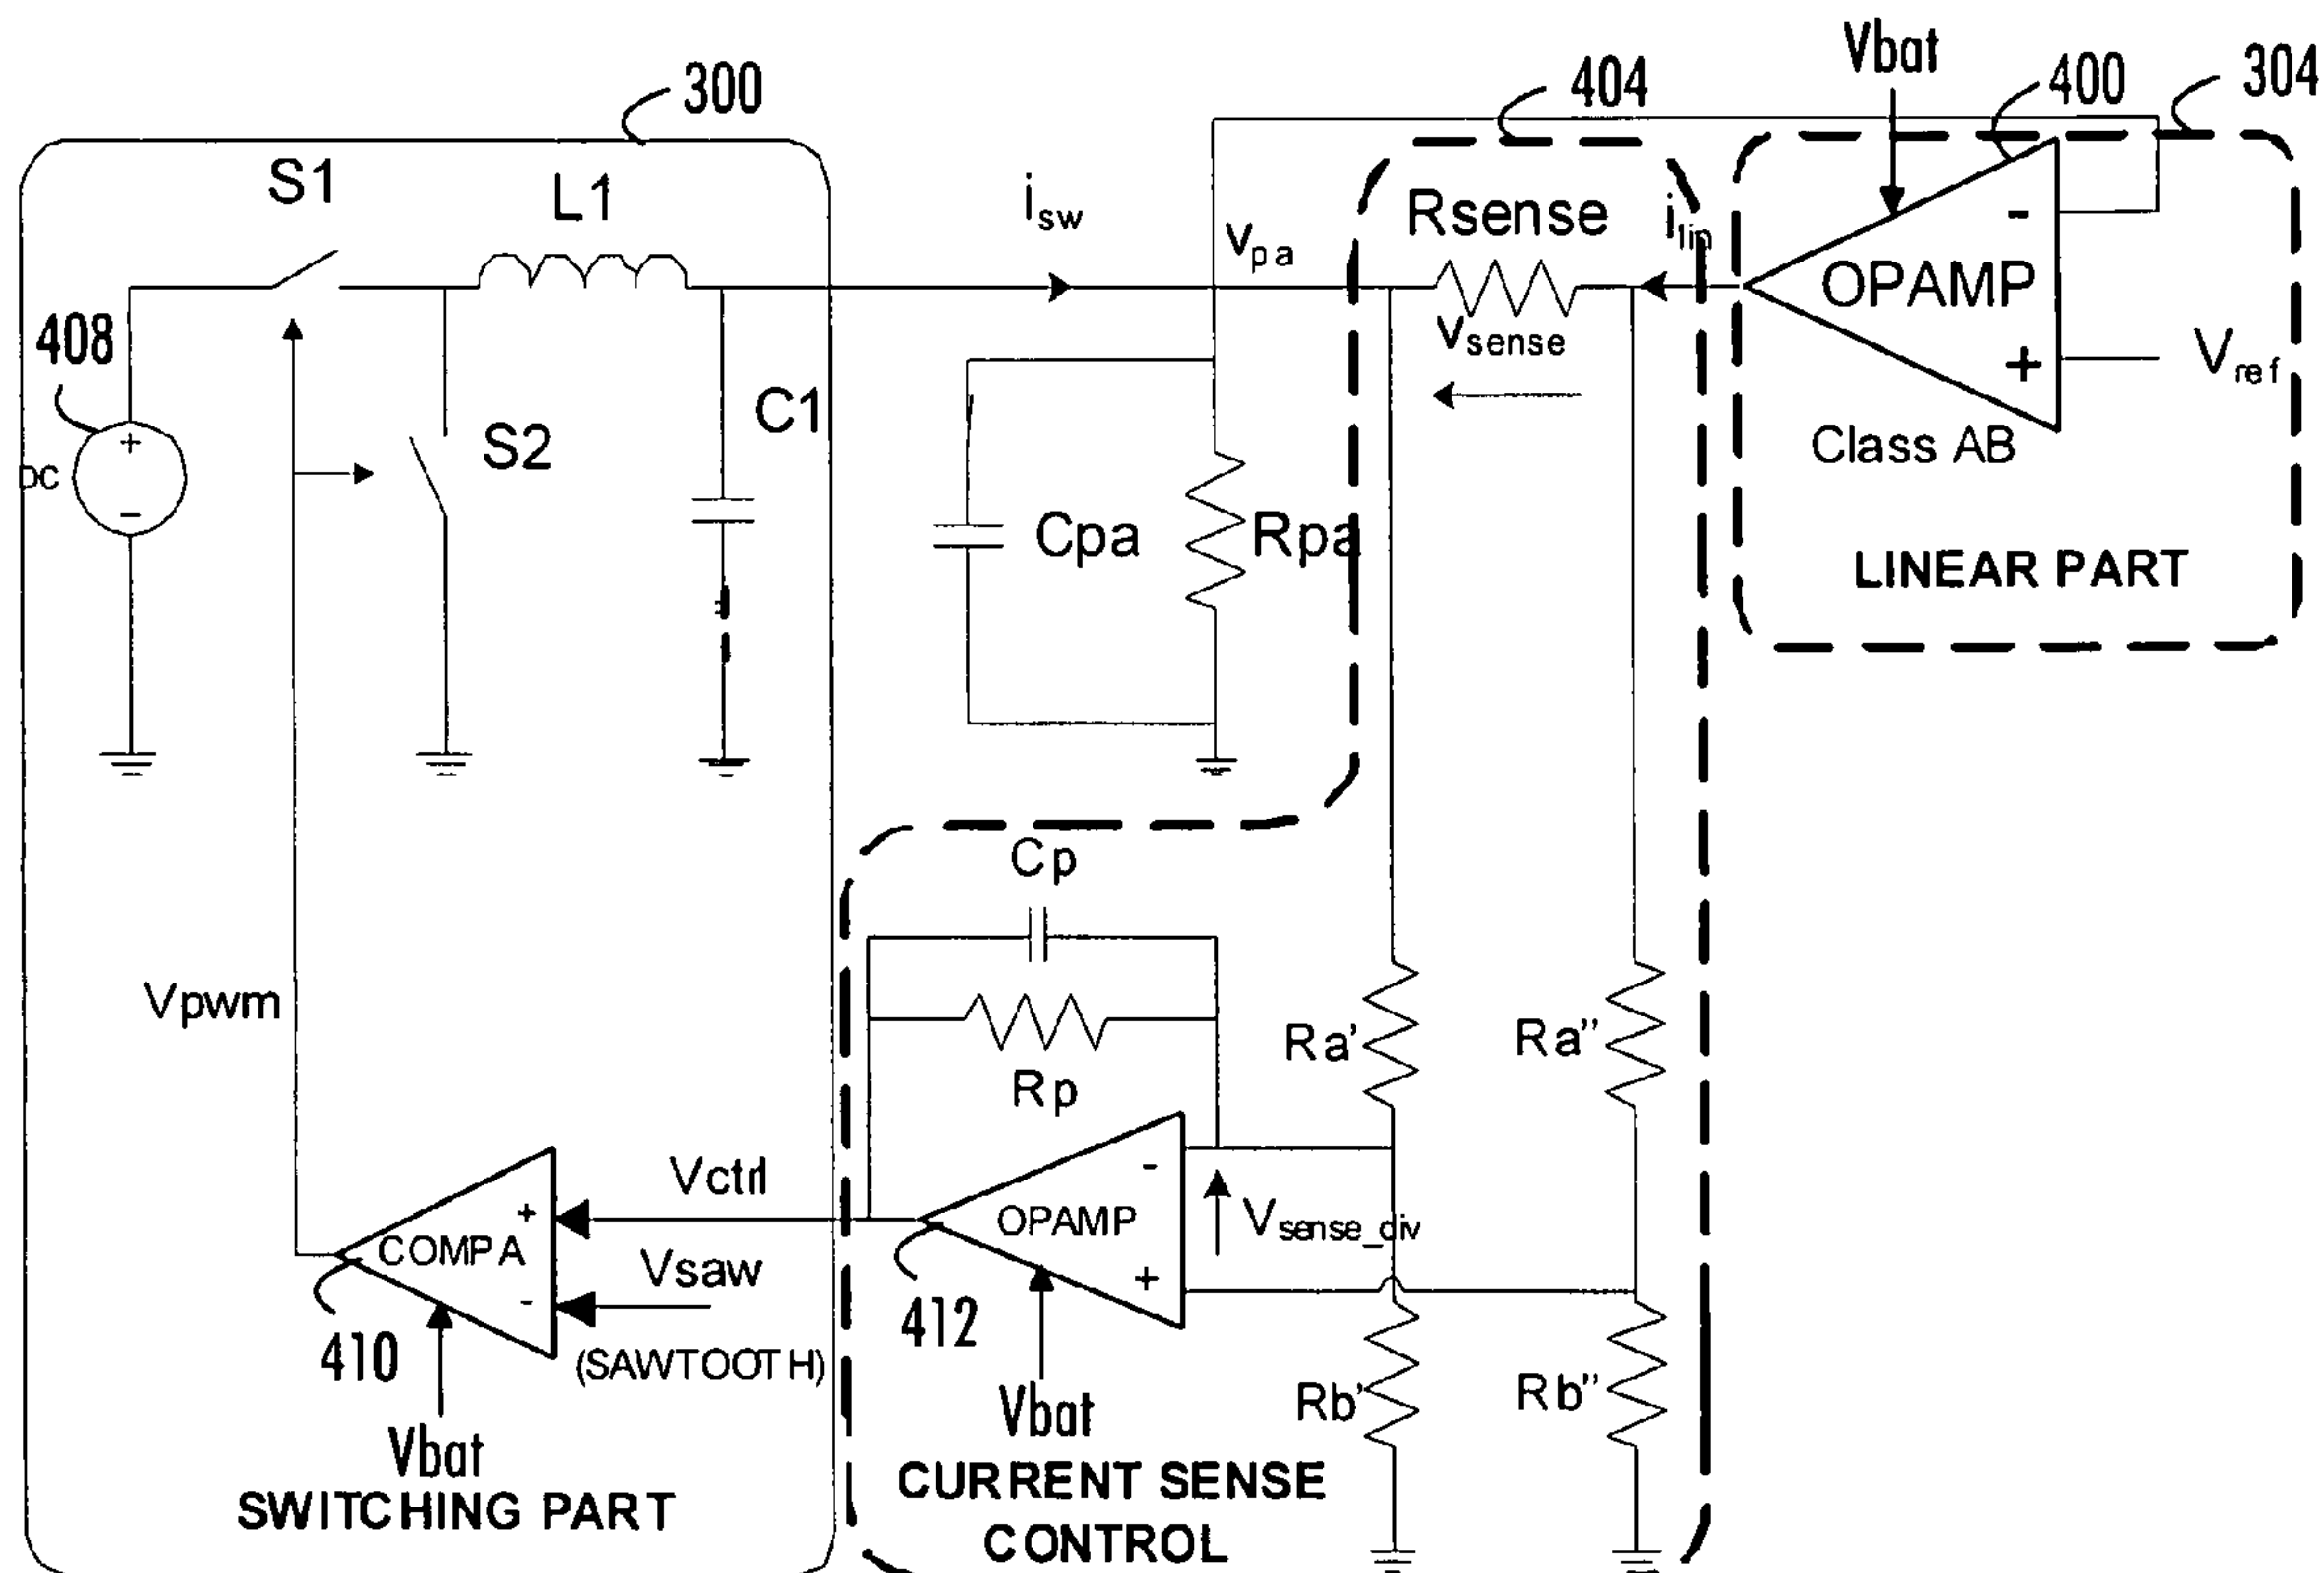 300
404
Vbat
400
304
S1
L1
isw
vpa
Rsense
ilin
-
OPAMP
+
Vref
408
+
-
DC
S2
C1
Vsense
Class AB
Cpa
Rpa
LINEAR PART
Cp
Rp
Vpwm
Ra'
Ra"
Vctrl
Vsaw
+
COMPA
-
-
OPAMP
+
Vsense_div
410
(SAWTOOTH)
412
Rb'
Rb"
Vbat
Vbat
SWITCHING PART
CURRENT SENSE
CONTROL